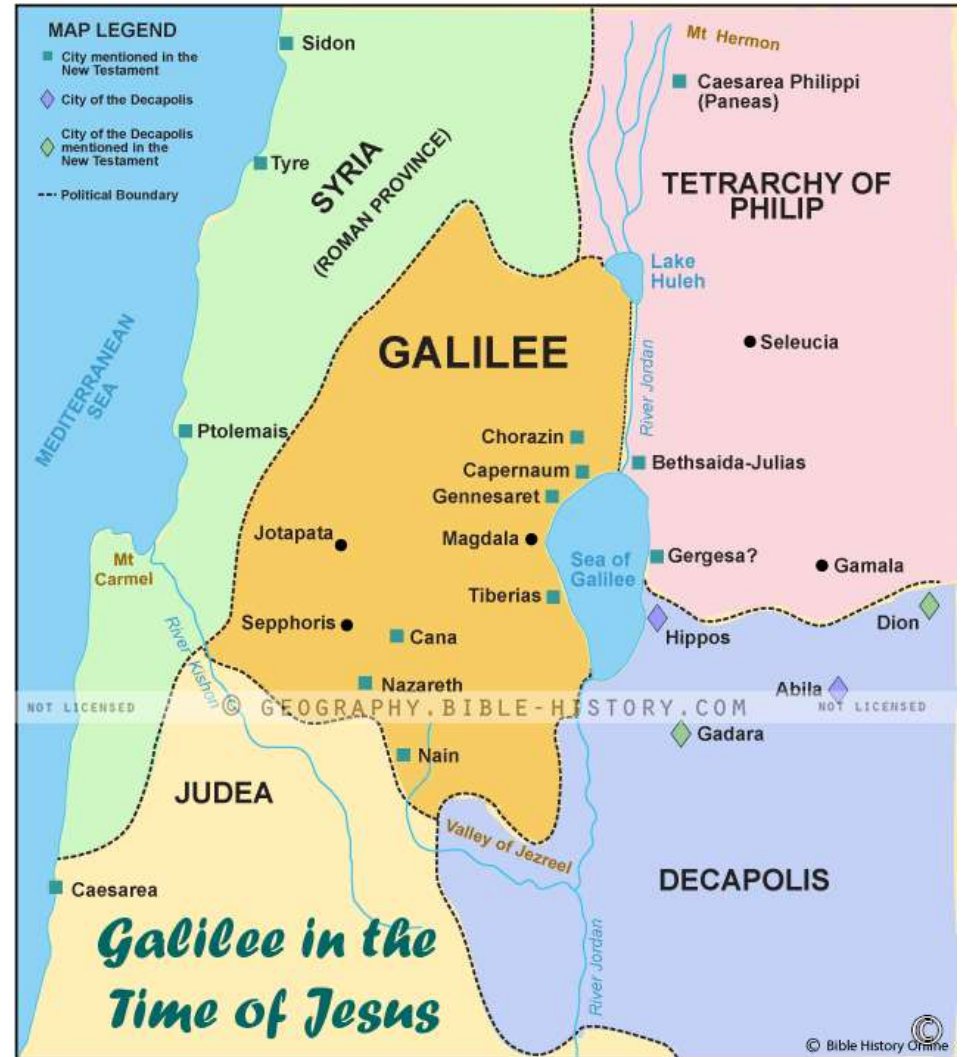 MAP LEGEND
City mentioned in the
New Testament
City of the Decapolis
City of the Decapolis
mentioned in the
New Testament
Political Boundary
Sidon
Mt Hermon
Caesarea Philippi
(Paneas)
Tyre
SYRIA
(ROMAN PROVINCE)
TETRARCHY OF
PHILIP
Lake
Huleh
MEDITERRANEAN
SEA
GALILEE
River Jordan
Seleucia
Ptolemais
Chorazin
Capernaum
Bethsaida-Julias
Gennesaret
Jotapata
Magdala
Sea of
Galilee
Gergesa?
Gamala
Mt
Carmel
Tiberias
Sepphoris
Cana
Hippos
Dion
River Kishon
Nazareth
Abila
NOT LICENSED
© GEOGRAPHY.BIBLE-HISTORY.COM
NOT LICENSED
Gadara
Nain
JUDEA
Valley of Jezreel
DECAPOLIS
Caesarea
River Jordan
Galilee in the
Time of Jesus
©
© Bible History Online